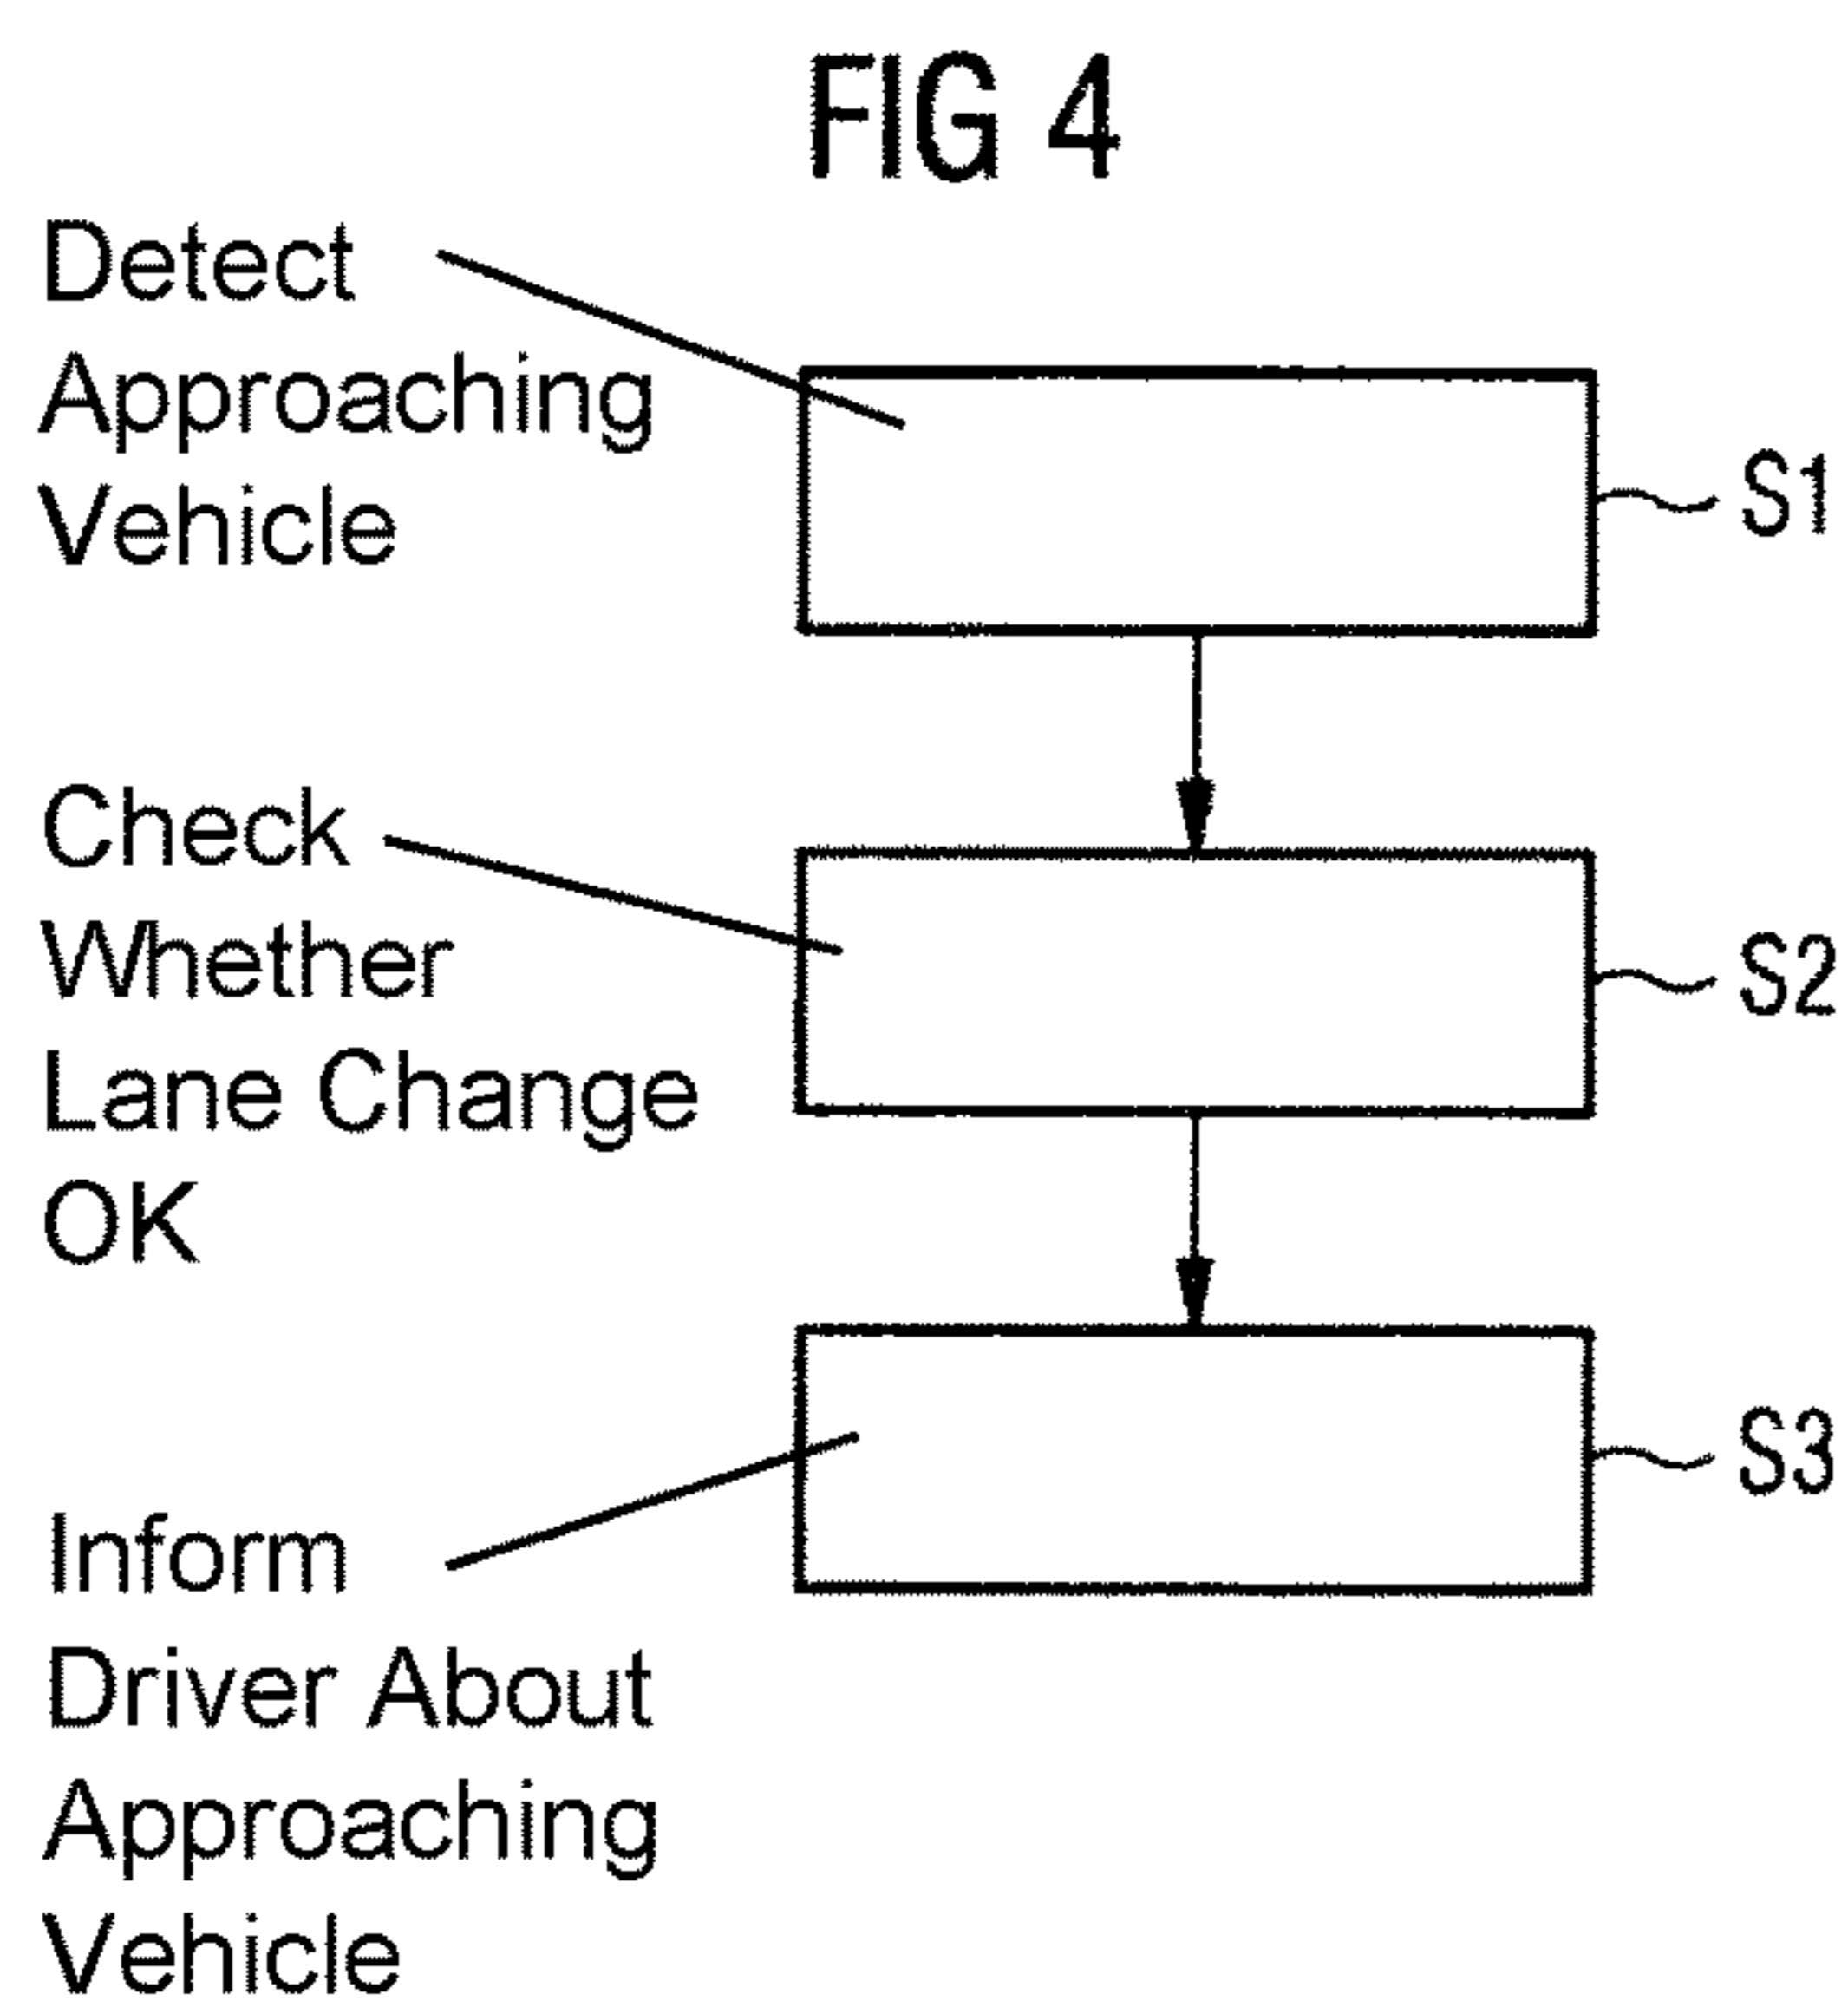 FIG 4
Detect
Approaching
Vehicle
S1
Check
Whether
Lane Change
OK
S2
S3
Inform
Driver About
Approaching
Vehicle